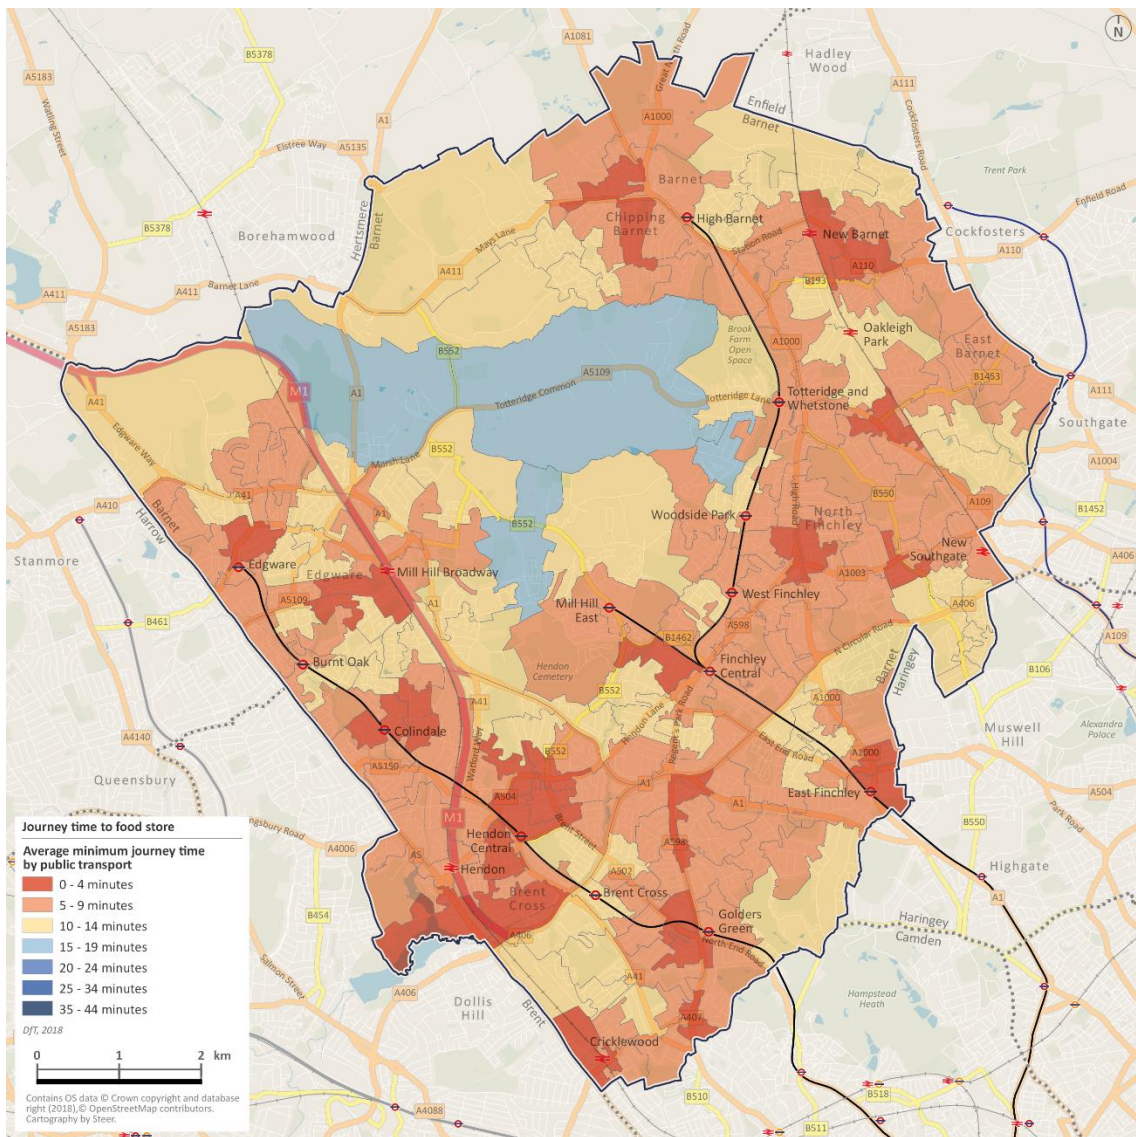 A1081
Great North Road
Hadley
Wood
N
B5378
A5183
A111
Watling Street
A1
A1000
Enfield
Barnet
Cockfosters Road
Elstree Way
A5135
Trent Park
Enfield Road
B5378
Borehamwood
Hertsmere
Barnet
Barnet
Chipping
Barnet
High Barnet
Station Road
New Barnet
Cockfosters
A110
A110
Mays Lane
A411
Barnet Lane
A411
A411
A5183
B193
Oakleigh
Park
Brook
Farm
Open
Space
A1000
East
Barnet
B1453
A111
B552
A5109
M1
A1
Totteridge Common
Totteridge Lane
Totteridge and
Whetstone
Southgate
A41
Edgware Way
Marsh Lane
B552
A1004
A41
A410
Barnet
Harrow
A1
B552
Woodside Park
High Road
B550
North
Finchley
A109
B1452
New
Southgate
A406
Stanmore
Edgware
Edgware
Mill Hill Broadway
A5109
A1
Mill Hill
East
West Finchley
A1003
A406
B461
B1462
A598
N Circular Road
A109
Burnt Oak
Hendon
Cemetery
Finchley
Central
Barnet
Haringey
B106
B552
A41
A1000
Hendon Lane
Regent's Park Road
Muswell
Hill
Alexandra
Palace
Colindale
A4140
Watford Way
B552
East End Road
A1000
Queensbury
A5150
A1
East Finchley
A504
A1
A504
M1
Park Road
Kingsbury Road
A4006
Hendon
Central
Brent Street
A598
B550
A5
Hendon
A502
Highgate
Brent
Cross
Brent Cross
A1
B454
Golders
Green
Haringey
Camden
A406
North End Road
Salmon Street
A406
A41
Dollis
Hill
Brent
Hampstead
Heath
A407
Cricklewood
B510
B518
A4088
B511
Journey time to food store
Average minimum journey time
by public transport
0 - 4 minutes
5 - 9 minutes
10 - 14 minutes
15 - 19 minutes
20 - 24 minutes
25 - 34 minutes
35 - 44 minutes
DfT, 2018
0 1 2 km
Contains OS data © Crown copyright and database
right (2018),© OpenStreetMap contributors.
Cartography by Steer.